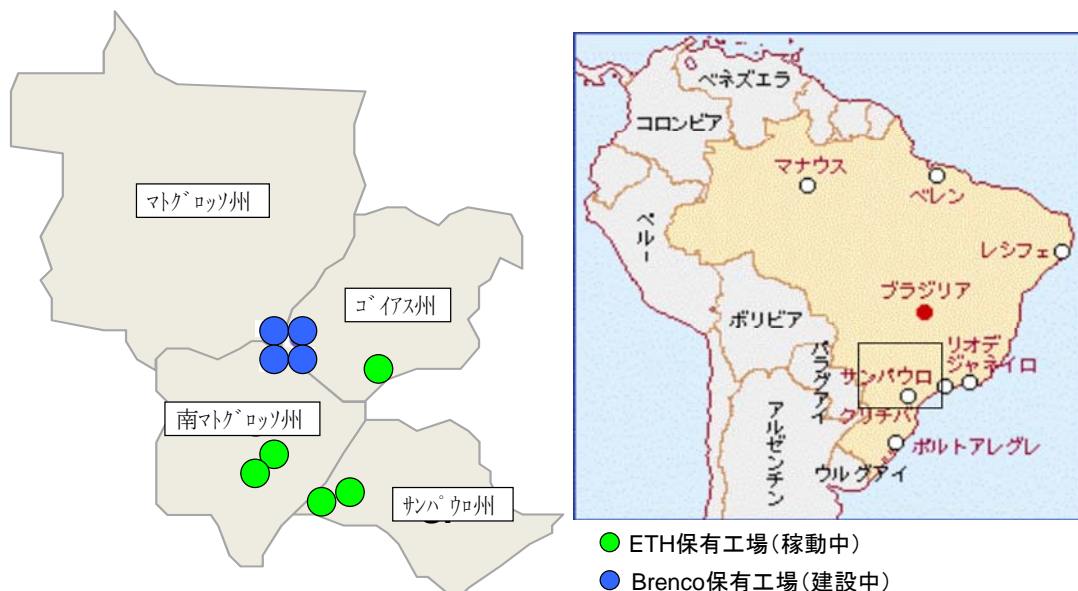 マトグロッソ州
ゴイアス州
南マトグロッソ州
サンパウロ州
ベネズエラ
コロンビア
マナウス
ベレン
ペルー
レシフェ
ブラジリア
ボリビア
パラグアイ
リオデ
ジャネイロ
サンパウロ
クリチバ
アルゼンチン
ポルトアレグレ
ウルグアイ
ETH保有工場(稼動中)
Brenco保有工場(建設中)